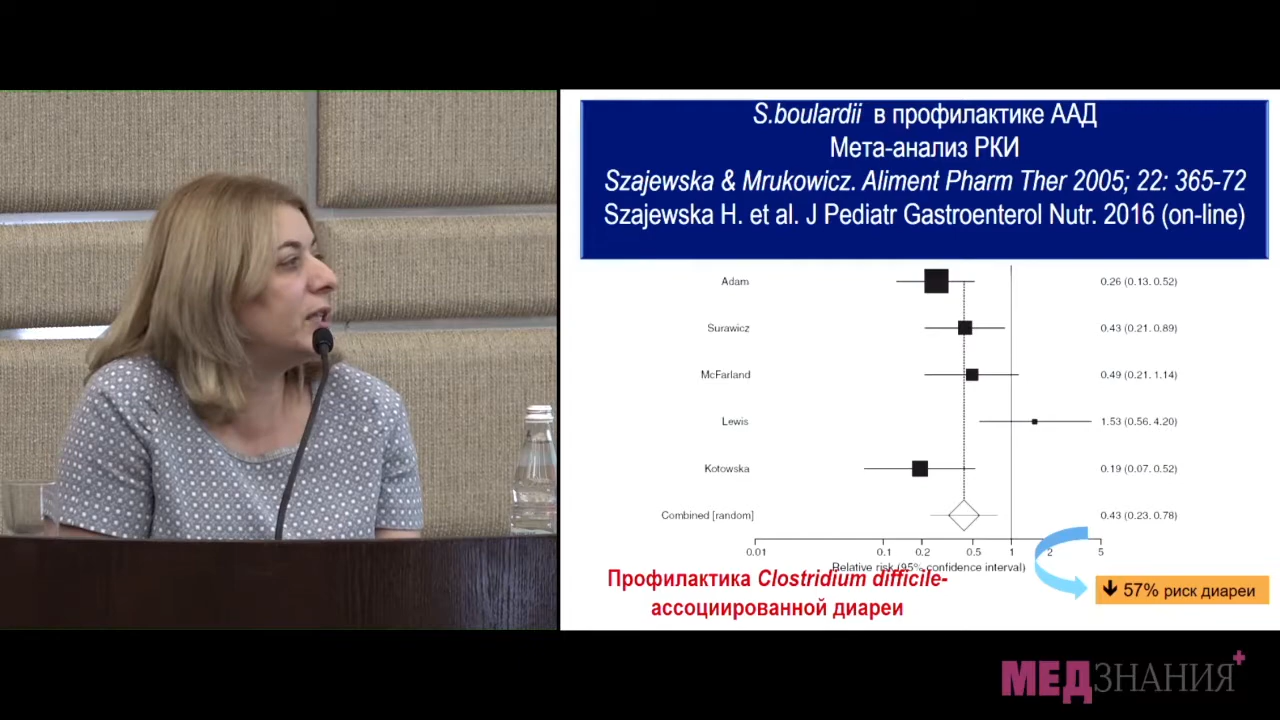 S.boulardii в профилактике ААД
Мета-анализ РКИ
Szajewska & Mrukowicz. Aliment Pharm Ther 2005; 22: 365-72
Szajewska H. et al. J Pediatr Gastroenterol Nutr. 2016 (on-line)
Adam 0.26 (0.13. 0.52)
Surawicz 0.43 (0.21. 0.89)
McFarland 0.49 (0.21. 1.14)
Lewis 1.53 (0.56. 4.20)
Kotowska 0.19 (0.07. 0.52)
Combined [random] 0.43 (0.23. 0.78)
0.01 0.1 0.2 0.5 1 2 5
Relative risk (95% confidence interval)
Профилактика Clostridium difficile-
ассоциированной диареи
57% риск диареи
МЕДЗНАНИЯ+